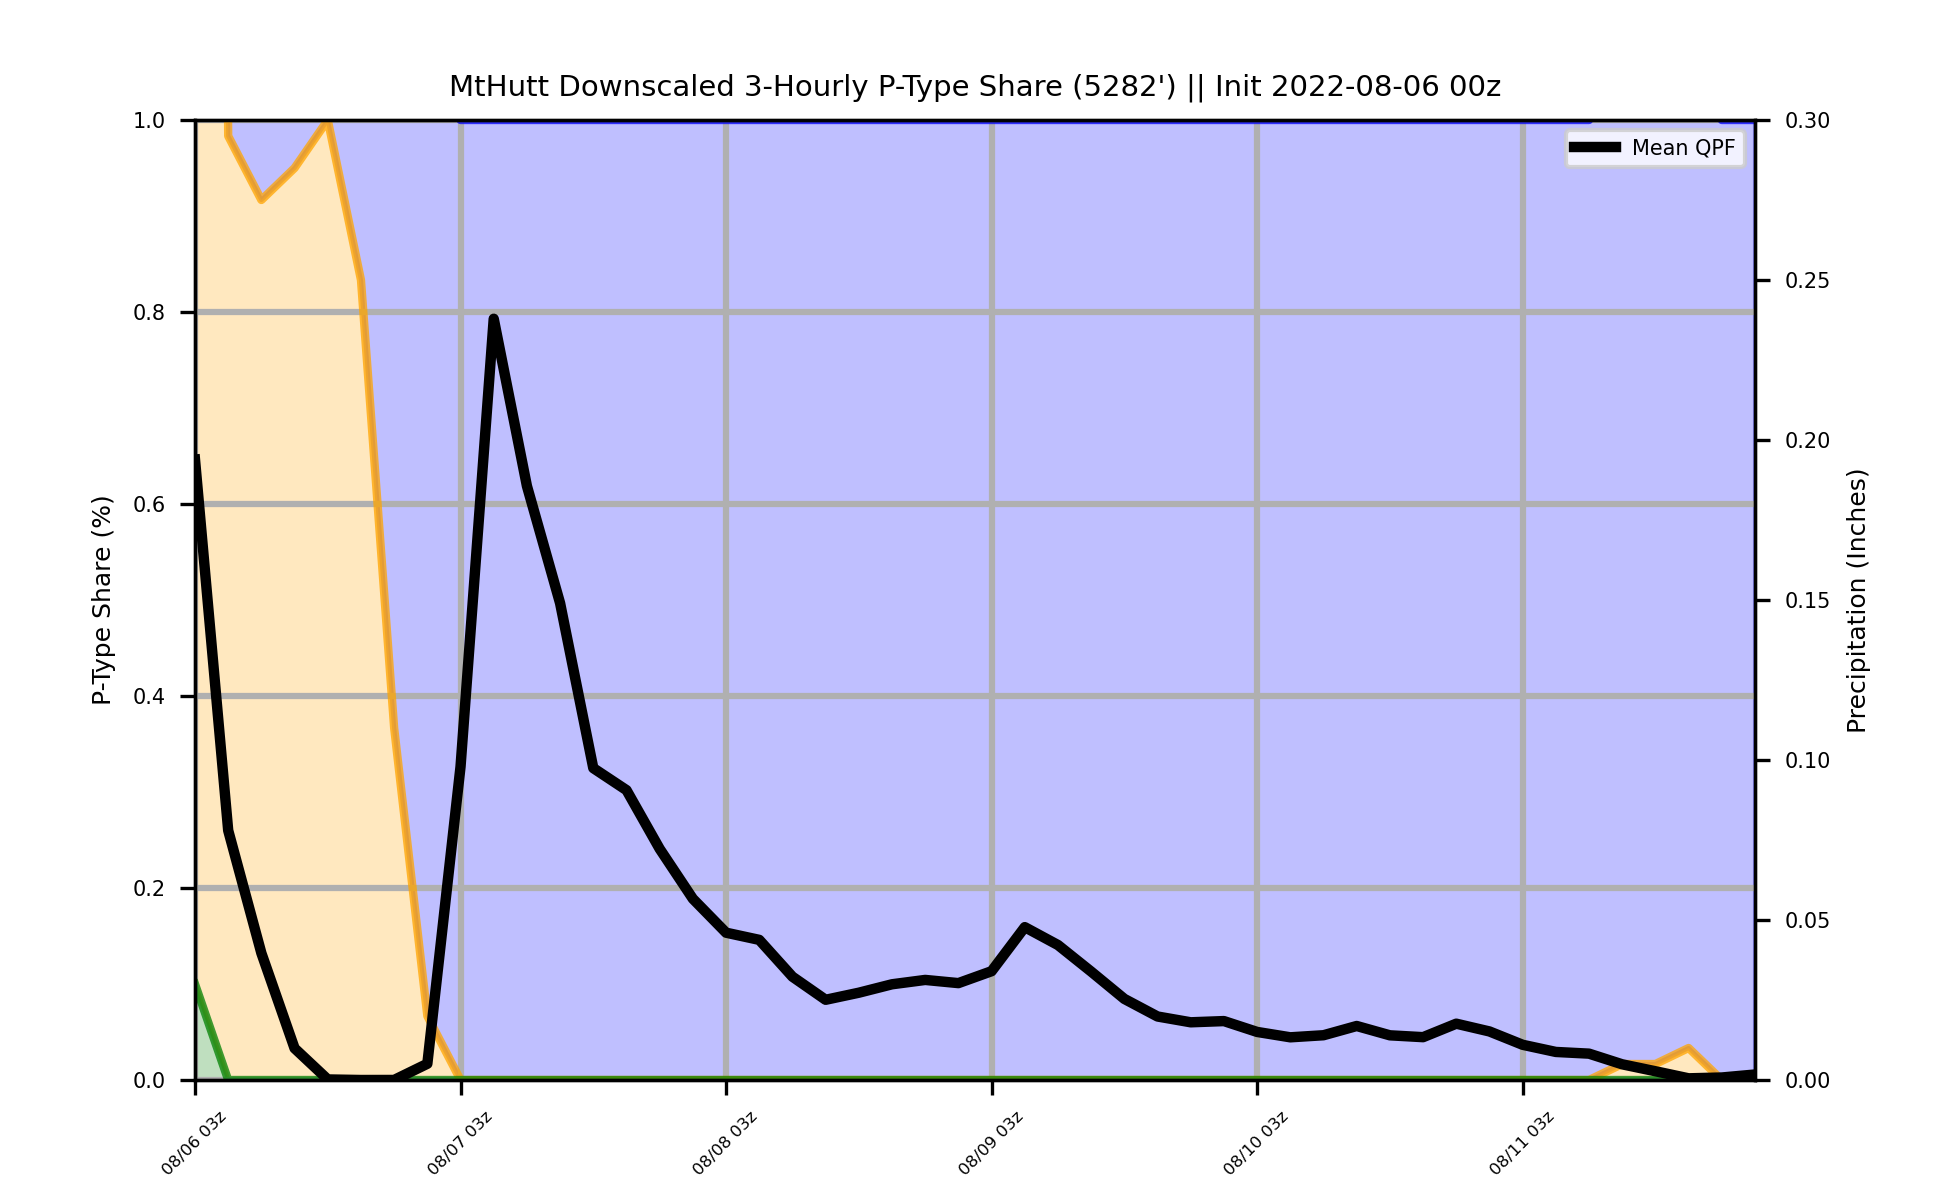 MtHutt Downscaled 3-Hourly P-Type Share (5282') || Init 2022-08-06 00z
Mean QPF
P-Type Share (%)
1.0
0.8
0.6
0.4
0.2
0.0
0.30
0.25
0.20
0.15
0.10
0.05
0.00
Precipitation (Inches)
08/06 03z
08/07 03z
08/08 03z
08/09 03z
08/10 03z
08/11 03z